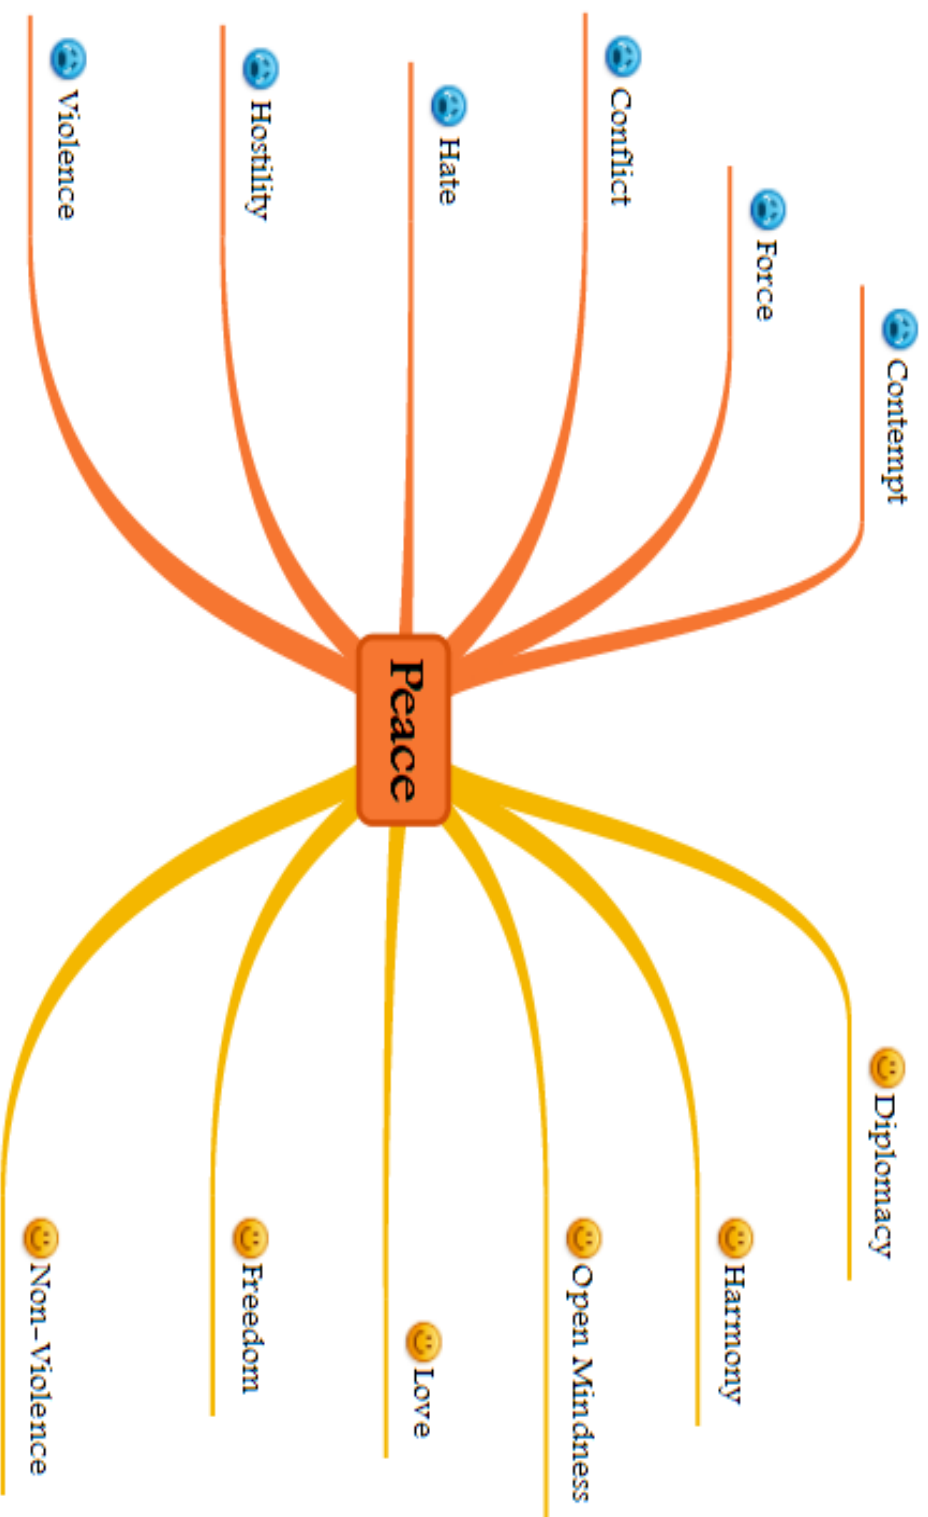 Contempt
Force
Conflict
Hate
Hostility
Violence
Peace
Diplomacy
Harmony
Open Mindness
Love
Freedom
Non-Violence